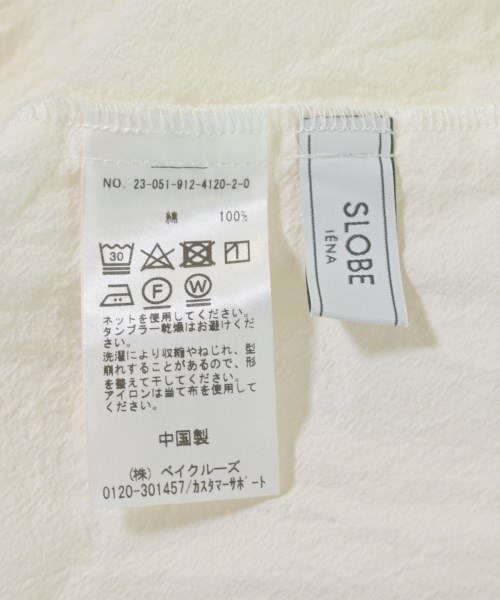 NO. 23-051-912-4120-2-0
綿 100%
30
F W
ネットを使用してください。
タンブラー乾燥はお避けくだ
さい。
洗濯により収縮やねじれ、型
崩れすることがあるので、形
を整えて干してください。
アイロンは当て布を使用して
ください。
中国製
(株) ベイクルーズ
0120-301457/カスタマーサポート
SLOBE
IÉNA